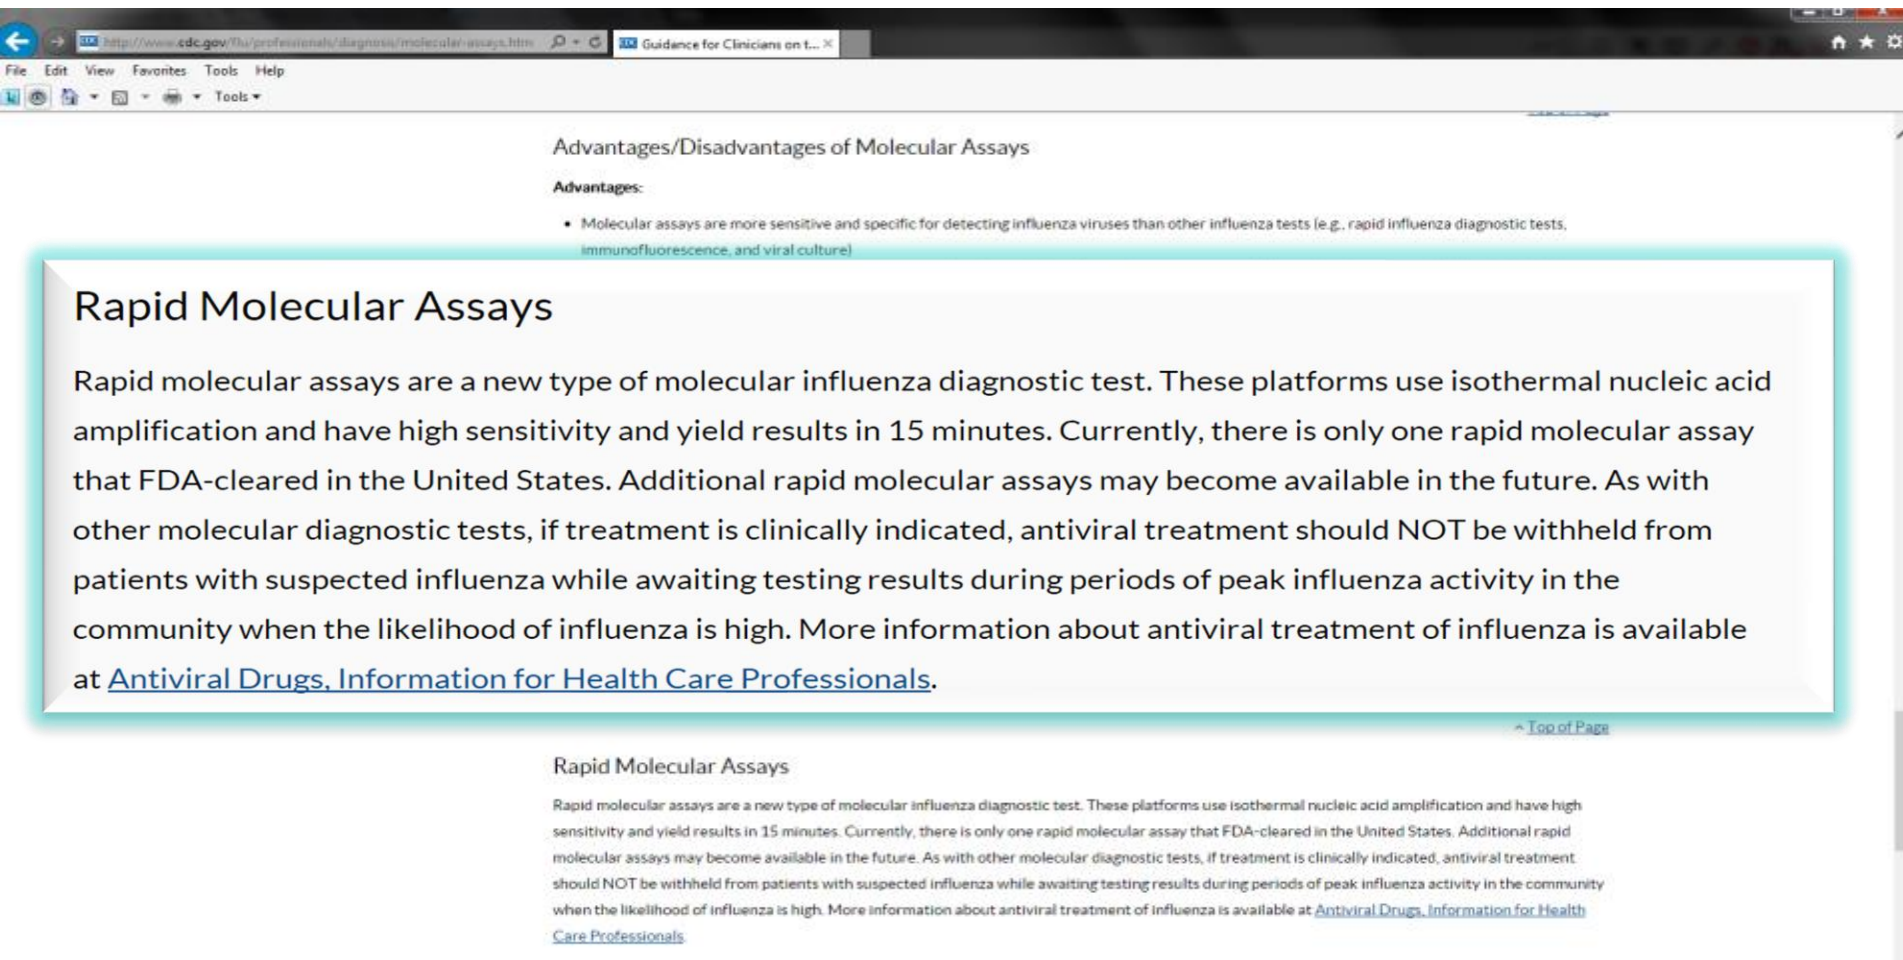 http://www.cdc.gov/flu/professionals/diagnosis/molecular-assays.htm
Guidance for Clinicians on t...
File Edit View Favorites Tools Help
Tools
Advantages/Disadvantages of Molecular Assays
Advantages:
• Molecular assays are more sensitive and specific for detecting influenza viruses than other influenza tests (e.g., rapid influenza diagnostic tests,
immunofluorescence, and viral culture)
Rapid Molecular Assays
Rapid molecular assays are a new type of molecular influenza diagnostic test. These platforms use isothermal nucleic acid
amplification and have high sensitivity and yield results in 15 minutes. Currently, there is only one rapid molecular assay
that FDA-cleared in the United States. Additional rapid molecular assays may become available in the future. As with
other molecular diagnostic tests, if treatment is clinically indicated, antiviral treatment should NOT be withheld from
patients with suspected influenza while awaiting testing results during periods of peak influenza activity in the
community when the likelihood of influenza is high. More information about antiviral treatment of influenza is available
at Antiviral Drugs, Information for Health Care Professionals.
^ Top of Page
Rapid Molecular Assays
Rapid molecular assays are a new type of molecular influenza diagnostic test. These platforms use isothermal nucleic acid amplification and have high
sensitivity and yield results in 15 minutes. Currently, there is only one rapid molecular assay that FDA-cleared in the United States. Additional rapid
molecular assays may become available in the future. As with other molecular diagnostic tests, if treatment is clinically indicated, antiviral treatment
should NOT be withheld from patients with suspected influenza while awaiting testing results during periods of peak influenza activity in the community
when the likelihood of influenza is high. More information about antiviral treatment of influenza is available at Antiviral Drugs, Information for Health
Care Professionals.